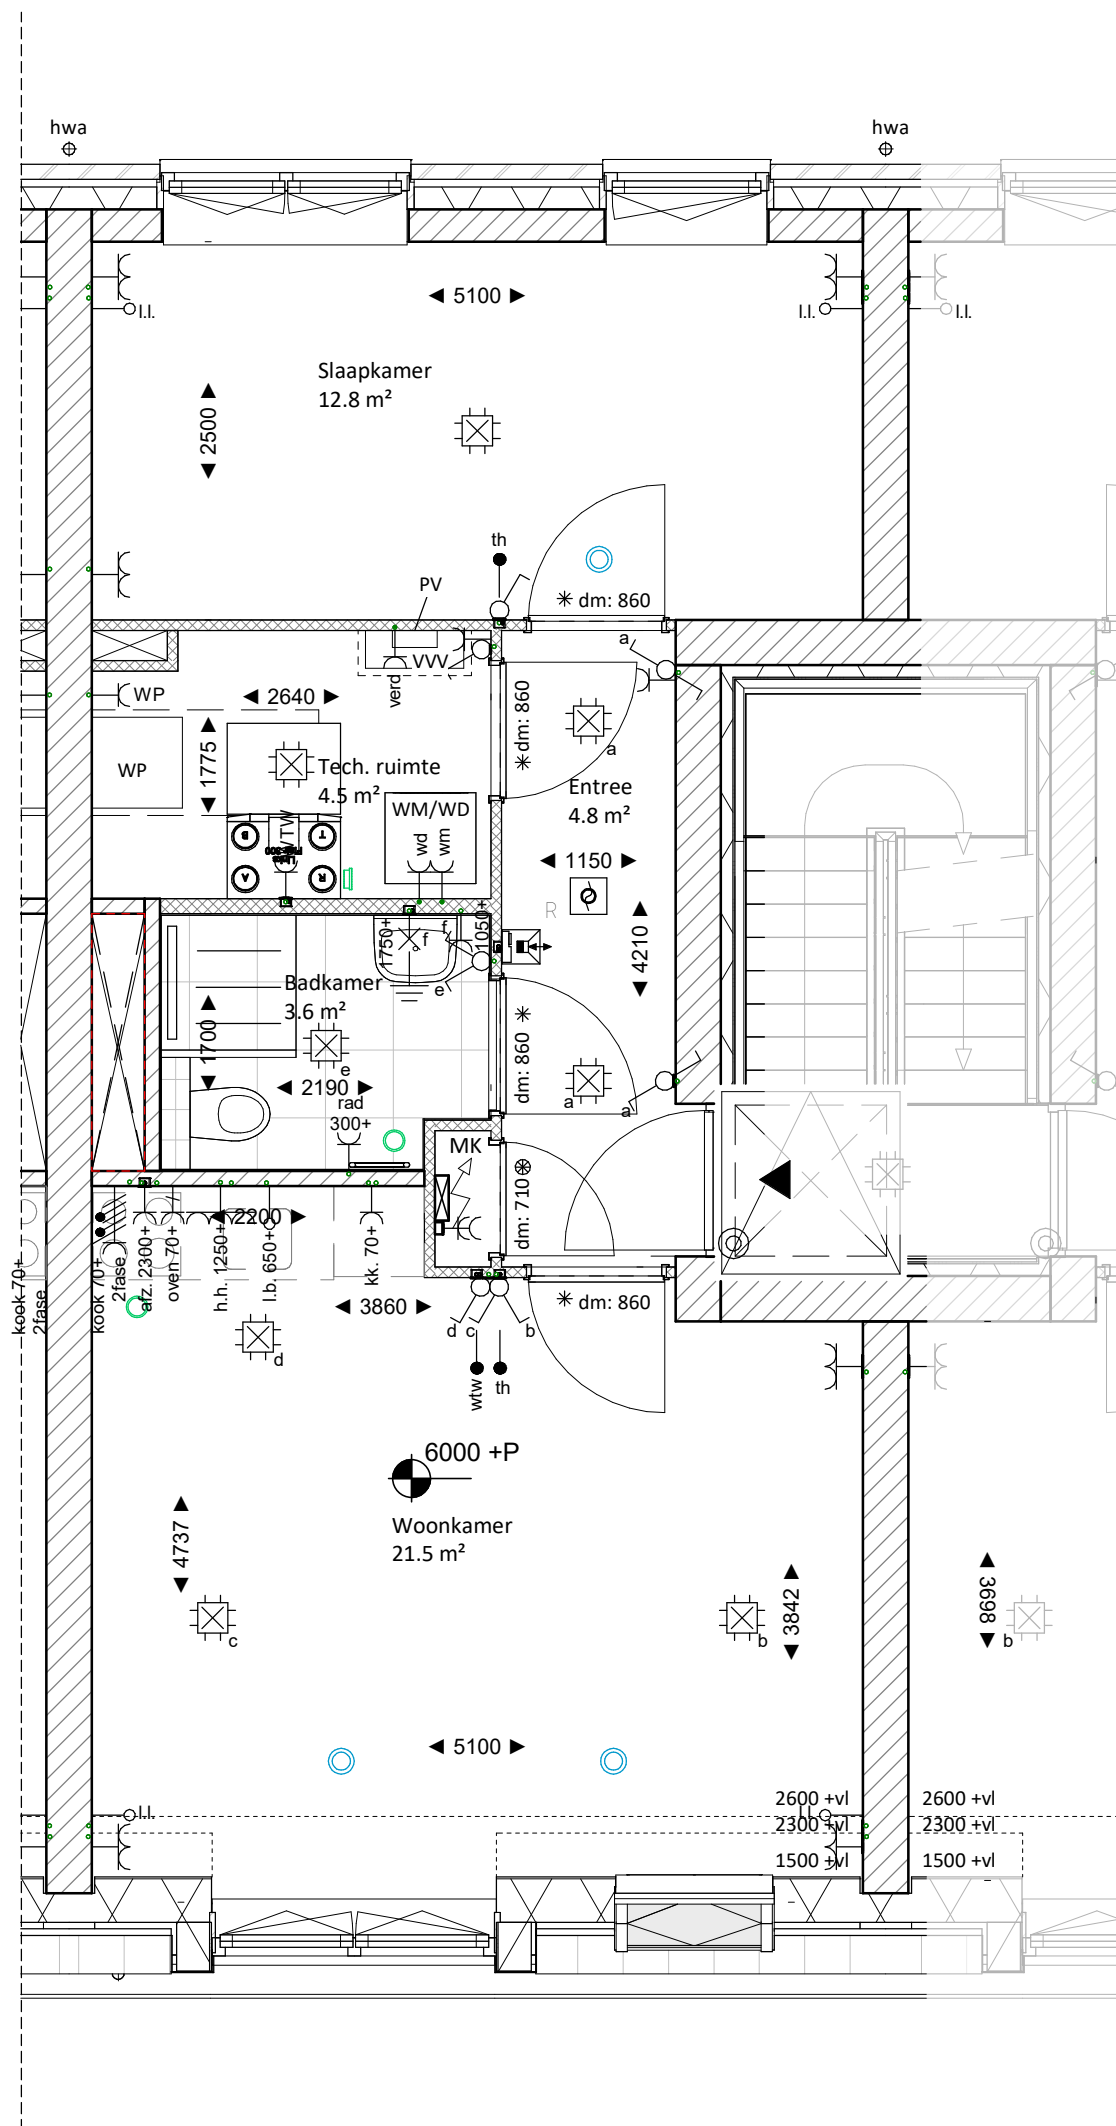 hwa
hwa
5100
l.l.
l.l.
l.l.
Slaapkamer
12.8 m²
2500
th
PV
dm: 860
a
VVV
verd
WP
2640
dm: 860
a
WP
1775
Tech. ruimte
4.5 m²
Entree
4.8 m²
WTW
WM/WD
wd
wm
B
T
A
R
1150
R
1750+
f
f
1050+
4210
Badkamer
3.6 m²
e
1700
e
2190
dm: 860
a
a
rad
300+
MK
dm: 710
2200
kook 70+
2fase
kook 70+
2fase
afz. 2300+
oven 70+
h.h. 1250+
l.b. 650+
kk. 70+
3860
dm: 860
d
d
c
b
wtw
th
6000 +P
Woonkamer
21.5 m²
4737
3842
3698
c
b
b
5100
l.l.
l.l.
2600 +vl
2600 +vl
2300 +vl
2300 +vl
1500 +vl
1500 +vl